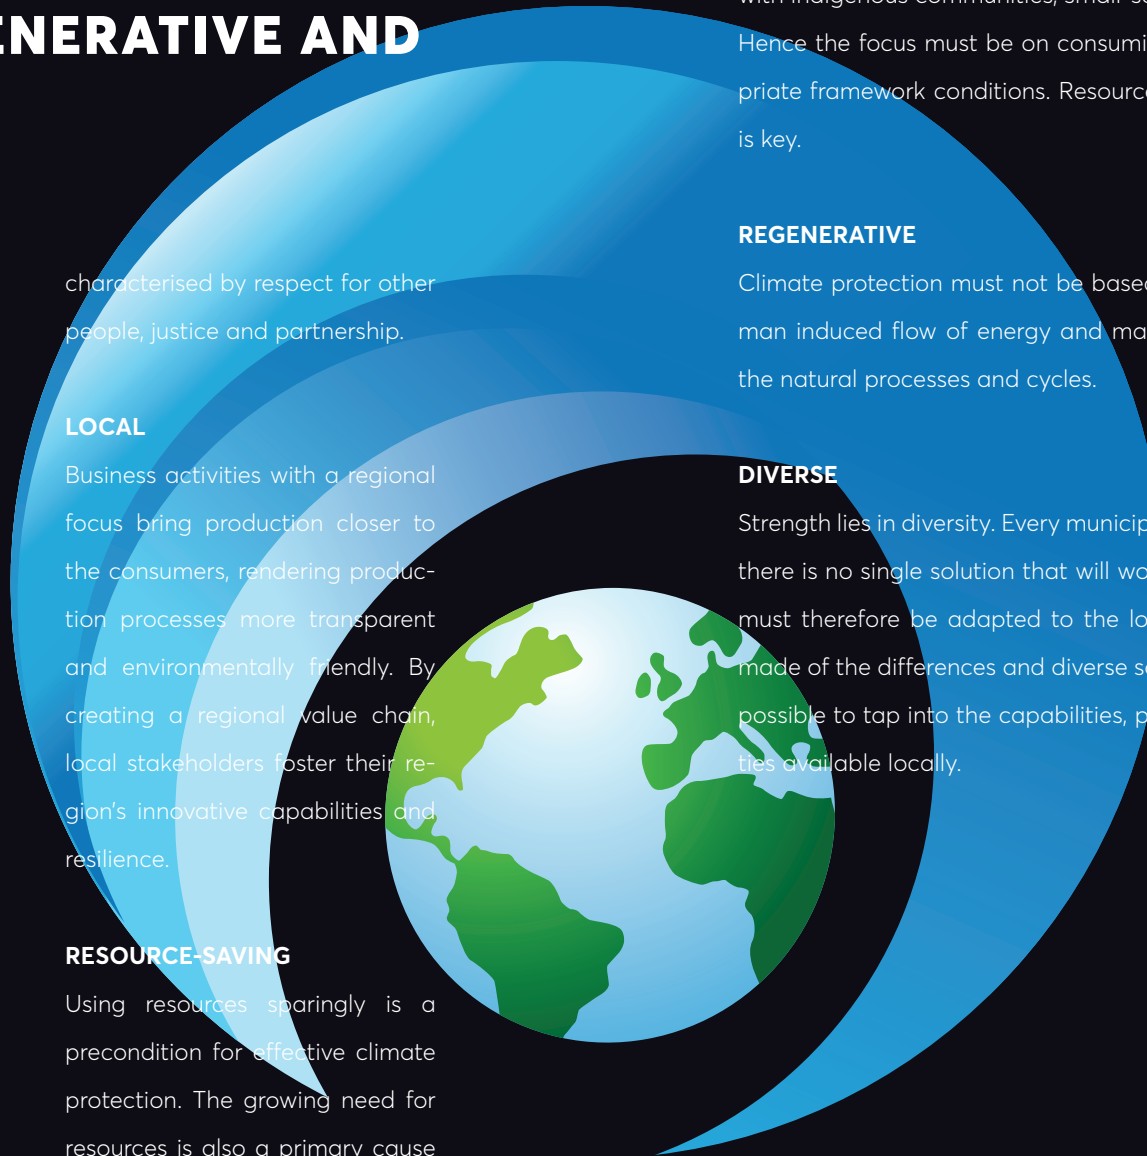 ENERATIVE AND
characterised by respect for other
people, justice and partnership.
LOCAL
Business activities with a regional
focus bring production closer to
the consumers, rendering produc-
tion processes more transparent
and environmentally friendly. By
creating a regional value chain,
local stakeholders foster their re-
gion's innovative capabilities and
resilience.
RESOURCE-SAVING
Using resources sparingly is a
precondition for effective climate
protection. The growing need for
resources is also a primary cause
with indigenous communities, small
Hence the focus must be on consumi
priate framework conditions. Resourc
is key.
REGENERATIVE
Climate protection must not be based
man induced flow of energy and ma
the natural processes and cycles.
DIVERSE
Strength lies in diversity. Every municip
there is no single solution that will wo
must therefore be adapted to the lo
made of the differences and diverse s
possible to tap into the capabilities, p
ties available locally.